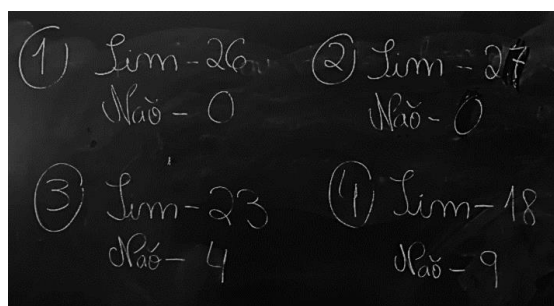 ① Sim - 26
Não - 0
② Sim - 27
Não - 0
③ Sim - 23
Não - 4
④ Sim - 18
Não - 9